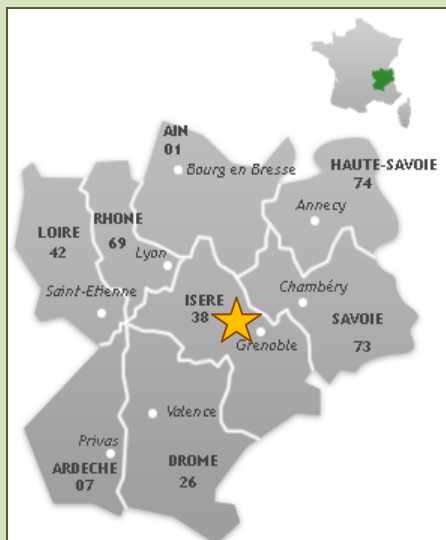 AIN
01
Bourg en Bresse
HAUTE-SAVOIE
74
Annecy
RHONE
69
LOIRE
42
Lyon
Saint-Etienne
ISERE
38
Chambéry
SAVOIE
73
Grenoble
Valence
Privas
ARDECHE
07
DROME
26